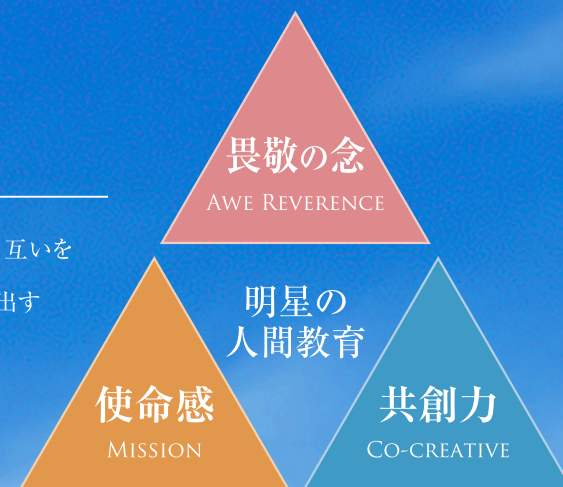 畏敬の念
AWE REVERENCE
互いを
出す
明星の
人間教育
使命感
MISSION
共創力
CO-CREATIVE